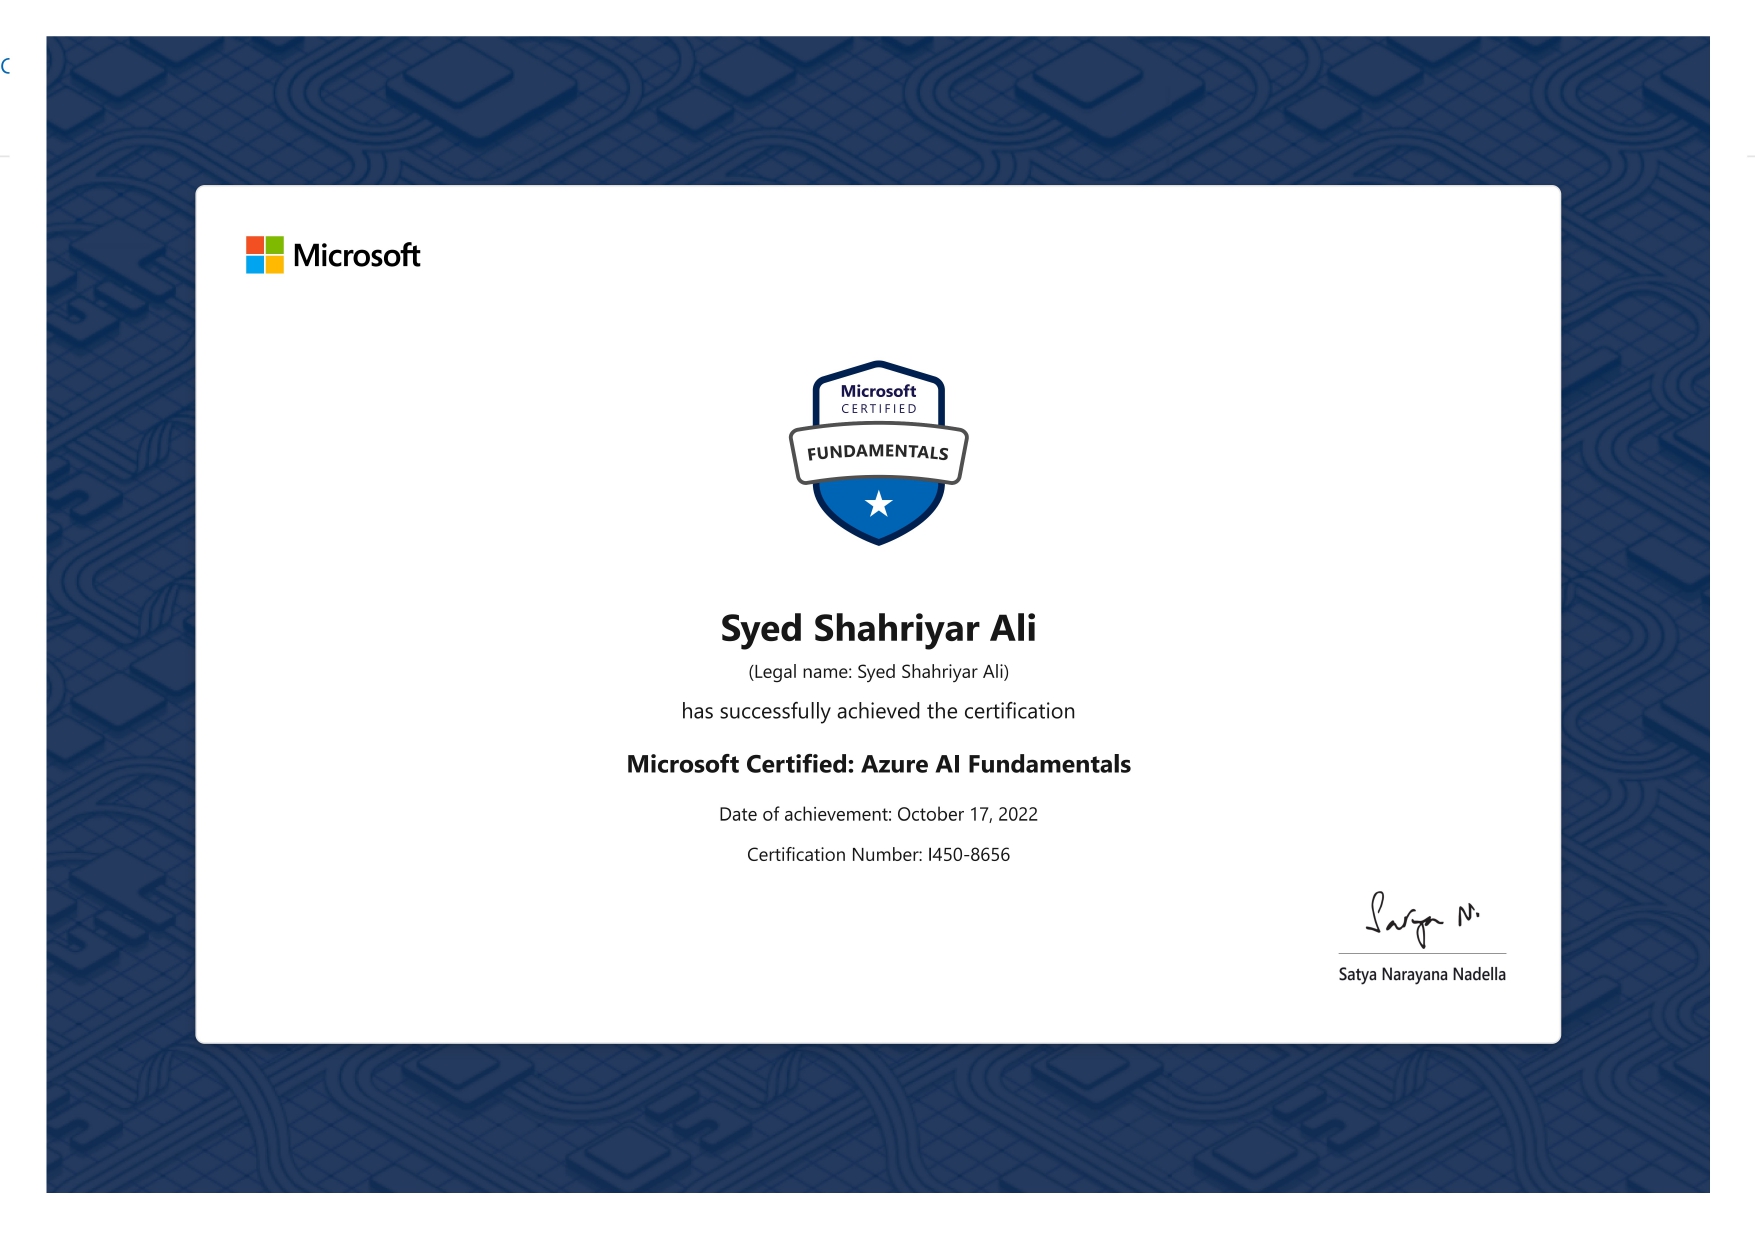 Microsoft
Microsoft
CERTIFIED
FUNDAMENTALS
Syed Shahriyar Ali
(Legal name: Syed Shahriyar Ali)
has successfully achieved the certification
Microsoft Certified: Azure AI Fundamentals
Date of achievement: October 17, 2022
Certification Number: I450-8656
Satya N.
Satya Narayana Nadella